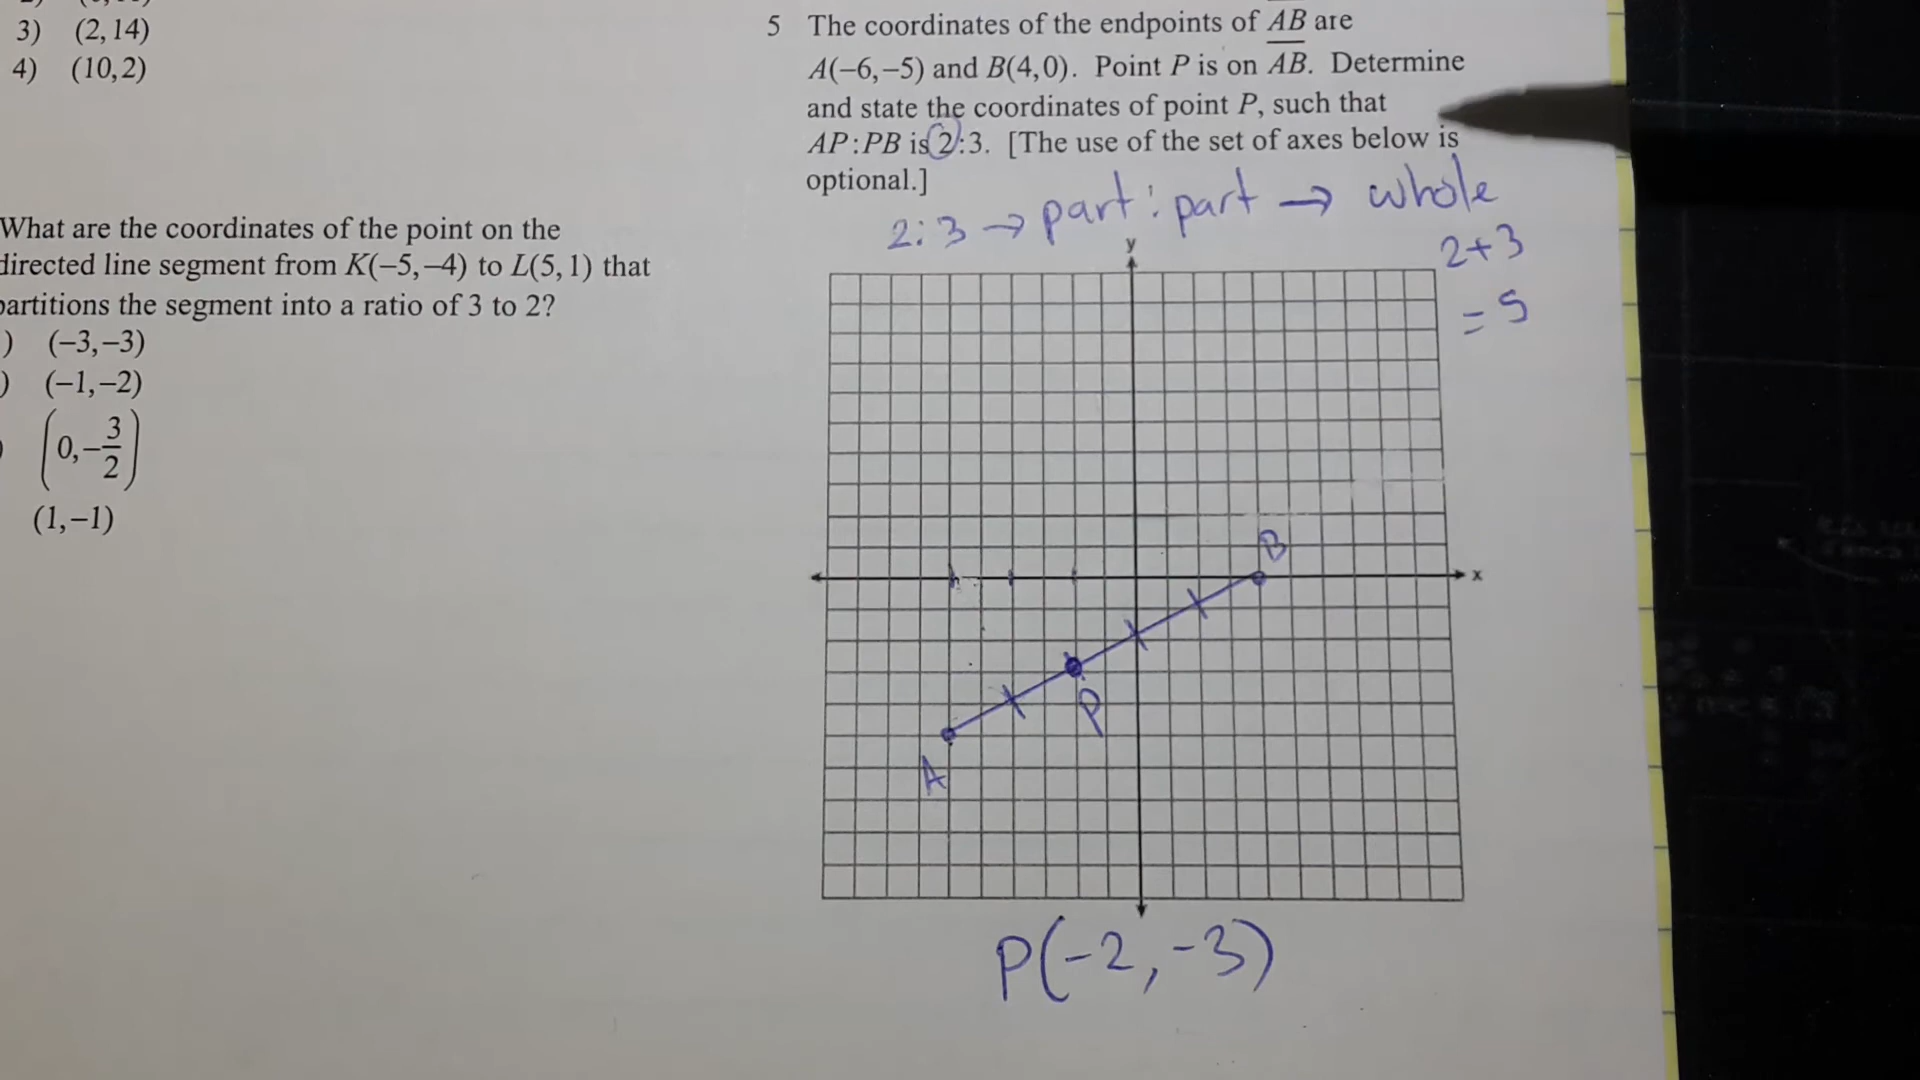 3) (2,14)
4) (10,2)
What are the coordinates of the point on the
directed line segment from K(−5,−4) to L(5,1) that
partitions the segment into a ratio of 3 to 2?
) (−3,−3)
) (−1,−2)
(0,−3/2)
(1,−1)
5 The coordinates of the endpoints of AB are
A(−6,−5) and B(4,0). Point P is on AB. Determine
and state the coordinates of point P, such that
AP:PB is 2:3. [The use of the set of axes below is
optional.]
2:3 → part : part → whole
2+3
= 5
y
x
B
P
A
P(-2,-3)